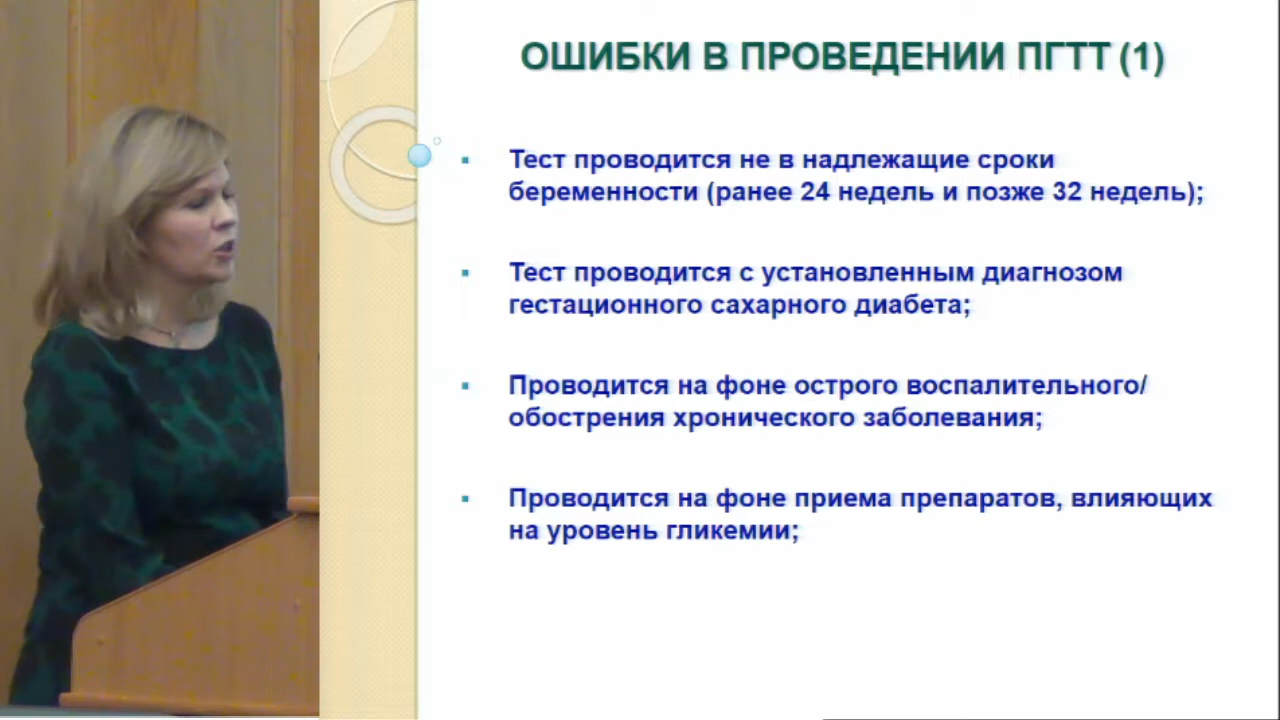 ОШИБКИ В ПРОВЕДЕНИИ ПГТТ (1)
Тест проводится не в надлежащие сроки
беременности (ранее 24 недель и позже 32 недель);
Тест проводится с установленным диагнозом
гестационного сахарного диабета;
Проводится на фоне острого воспалительного/
обострения хронического заболевания;
Проводится на фоне приема препаратов, влияющих
на уровень гликемии;